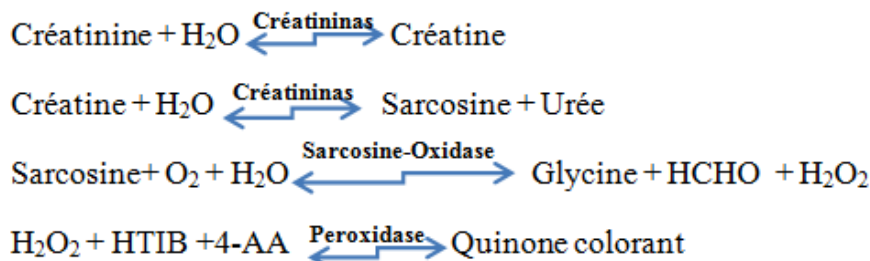 Créatinine + H₂O Créatininas Créatine
Créatine + H₂O Créatininas Sarcosine + Urée
Sarcosine+ O₂ + H₂O Sarcosine-Oxidase Glycine + HCHO + H₂O₂
H₂O₂ + HTIB +4-AA Peroxidase Quinone colorant